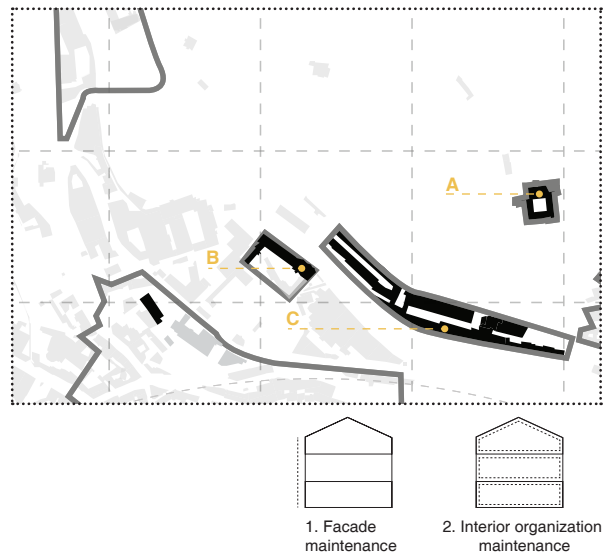 A
B
C
1. Facade
maintenance
2. Interior organization
maintenance